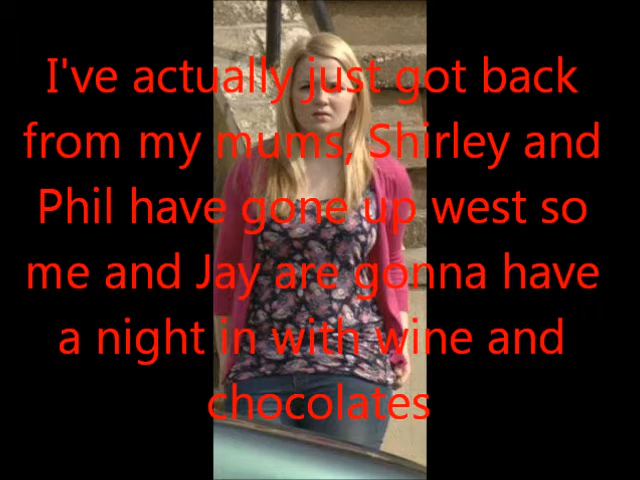 I've actually just got back
from my mums, Shirley and
Phil have gone up west so
me and Jay are gonna have
a night in with wine and
chocolates